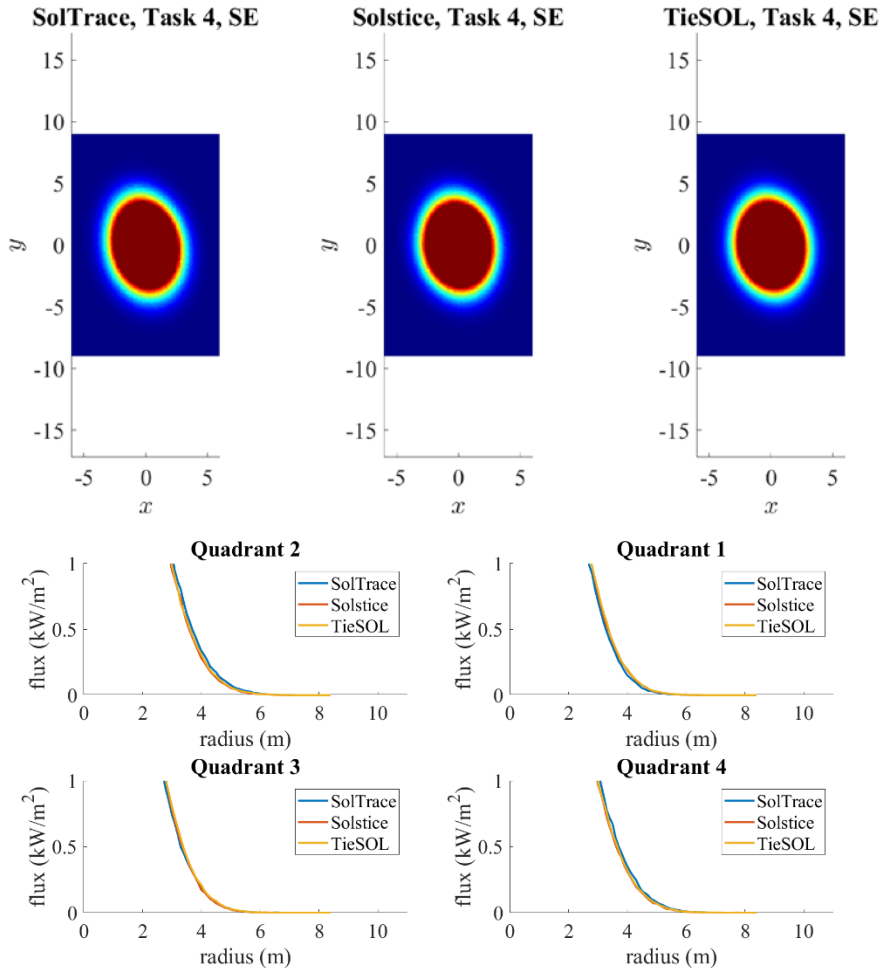 SolTrace, Task 4, SE
Solstice, Task 4, SE
TieSOL, Task 4, SE
15
10
5
0
-5
-10
-15
y
-5 0 5
x
15
10
5
0
-5
-10
-15
y
-5 0 5
x
15
10
5
0
-5
-10
-15
y
-5 0 5
x
Quadrant 2
1
0.5
0
flux (kW/m²)
SolTrace
Solstice
TieSOL
0 2 4 6 8 10
radius (m)
Quadrant 1
1
0.5
0
flux (kW/m²)
SolTrace
Solstice
TieSOL
0 2 4 6 8 10
radius (m)
Quadrant 3
1
0.5
0
flux (kW/m²)
SolTrace
Solstice
TieSOL
0 2 4 6 8 10
radius (m)
Quadrant 4
1
0.5
0
flux (kW/m²)
SolTrace
Solstice
TieSOL
0 2 4 6 8 10
radius (m)